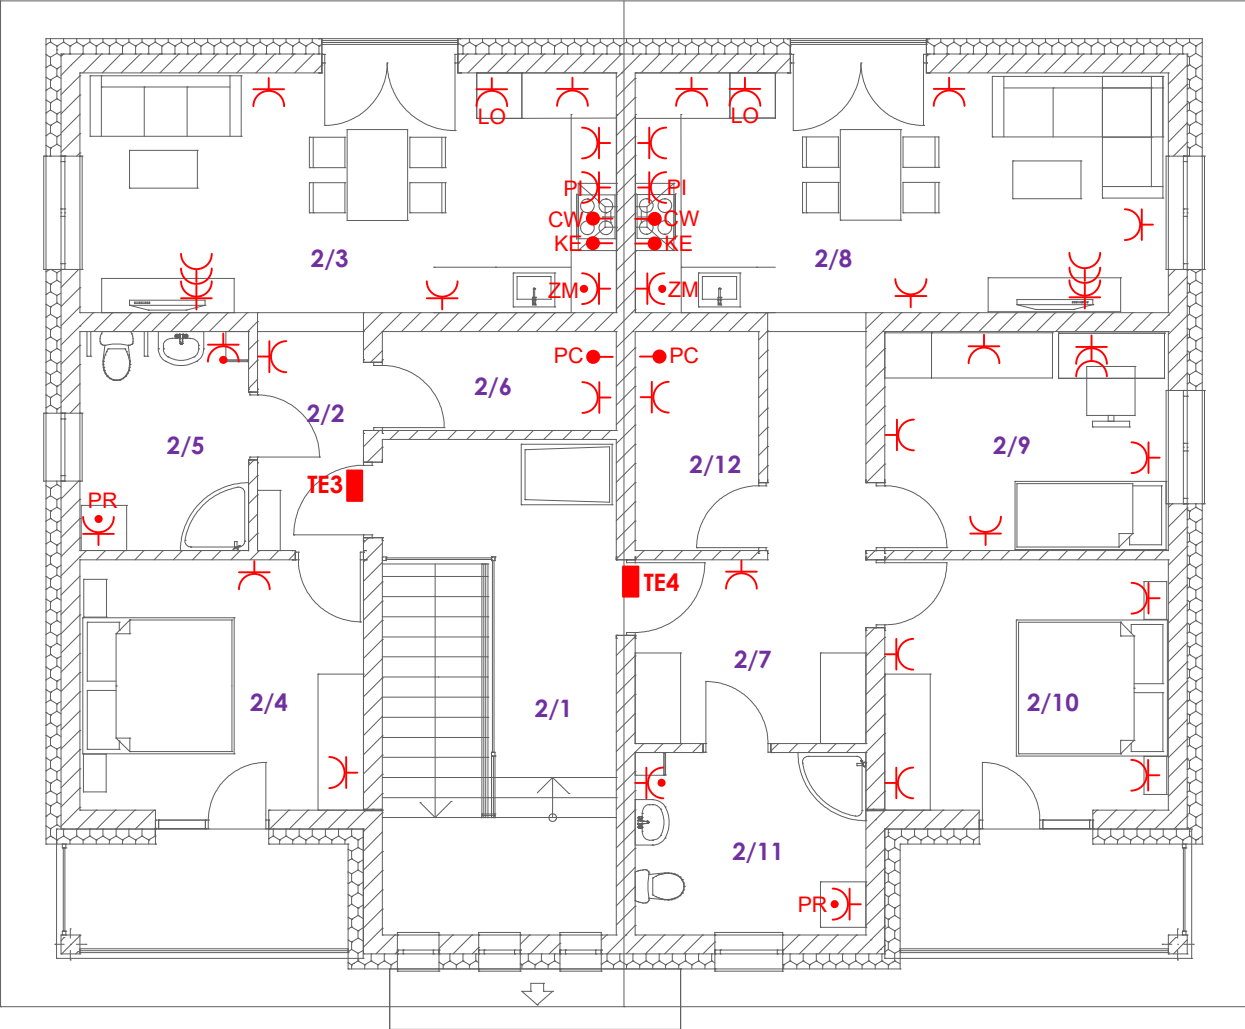 LO
LO
PI
PI
CW
CW
KE
KE
2/3
2/8
ZM
ZM
PC
PC
2/6
2/2
2/5
2/12
2/9
TE3
PR
TE4
2/7
2/4
2/1
2/10
2/11
PR